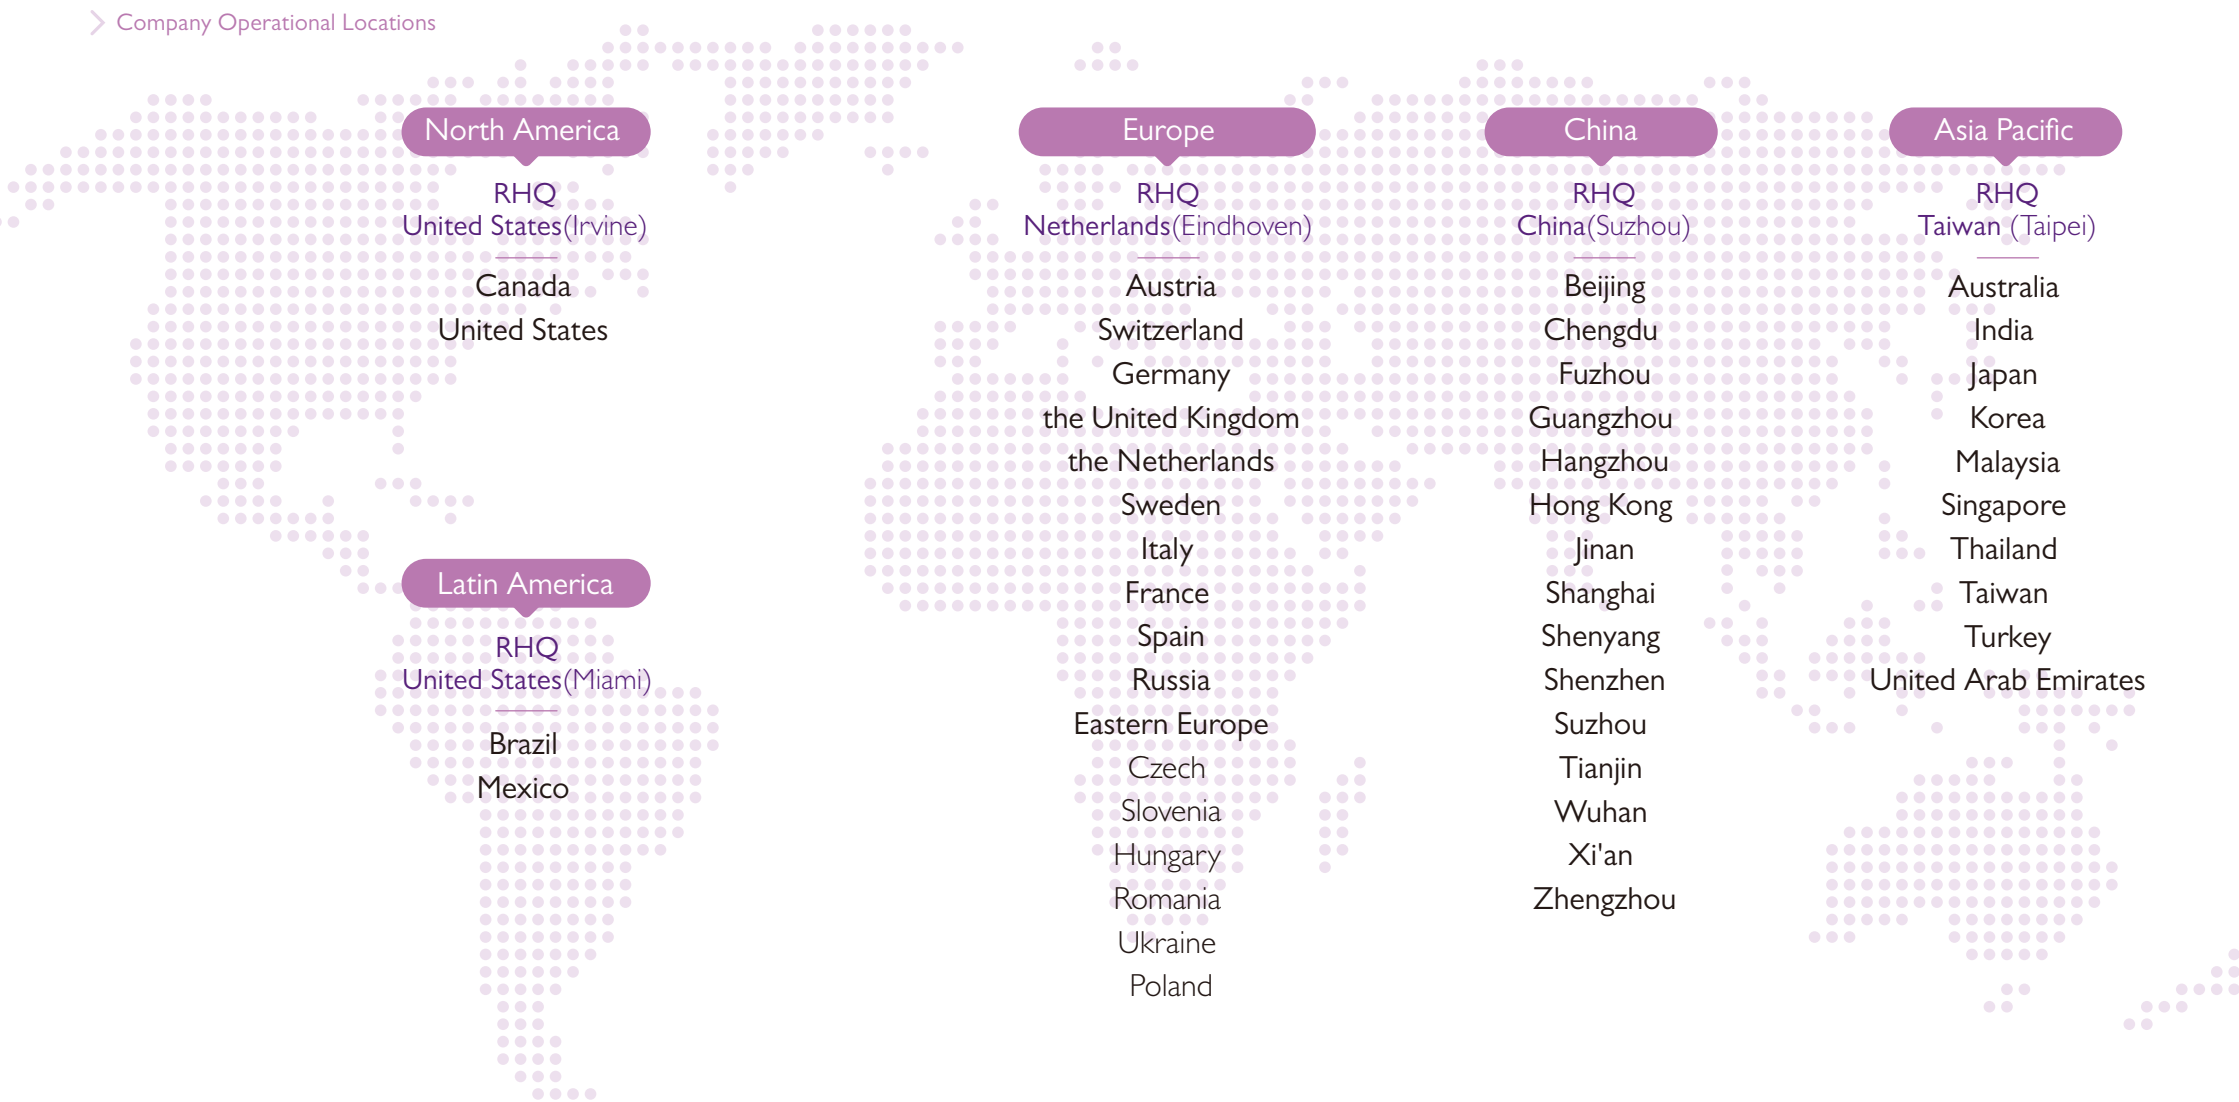 Company Operational Locations
North America
RHQ
United States(Irvine)
Canada
United States
Latin America
RHQ
United States(Miami)
Brazil
Mexico
Europe
RHQ
Netherlands(Eindhoven)
Austria
Switzerland
Germany
the United Kingdom
the Netherlands
Sweden
Italy
France
Spain
Russia
Eastern Europe
Czech
Slovenia
Hungary
Romania
Ukraine
Poland
China
RHQ
China(Suzhou)
Beijing
Chengdu
Fuzhou
Guangzhou
Hangzhou
Hong Kong
Jinan
Shanghai
Shenyang
Shenzhen
Suzhou
Tianjin
Wuhan
Xi'an
Zhengzhou
Asia Pacific
RHQ
Taiwan (Taipei)
Australia
India
Japan
Korea
Malaysia
Singapore
Thailand
Taiwan
Turkey
United Arab Emirates